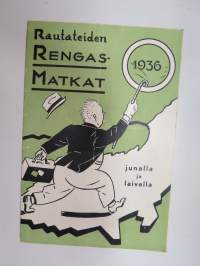 Rautateiden
RENGAS-
MATKAT
1936
junalla
ja
laivalla